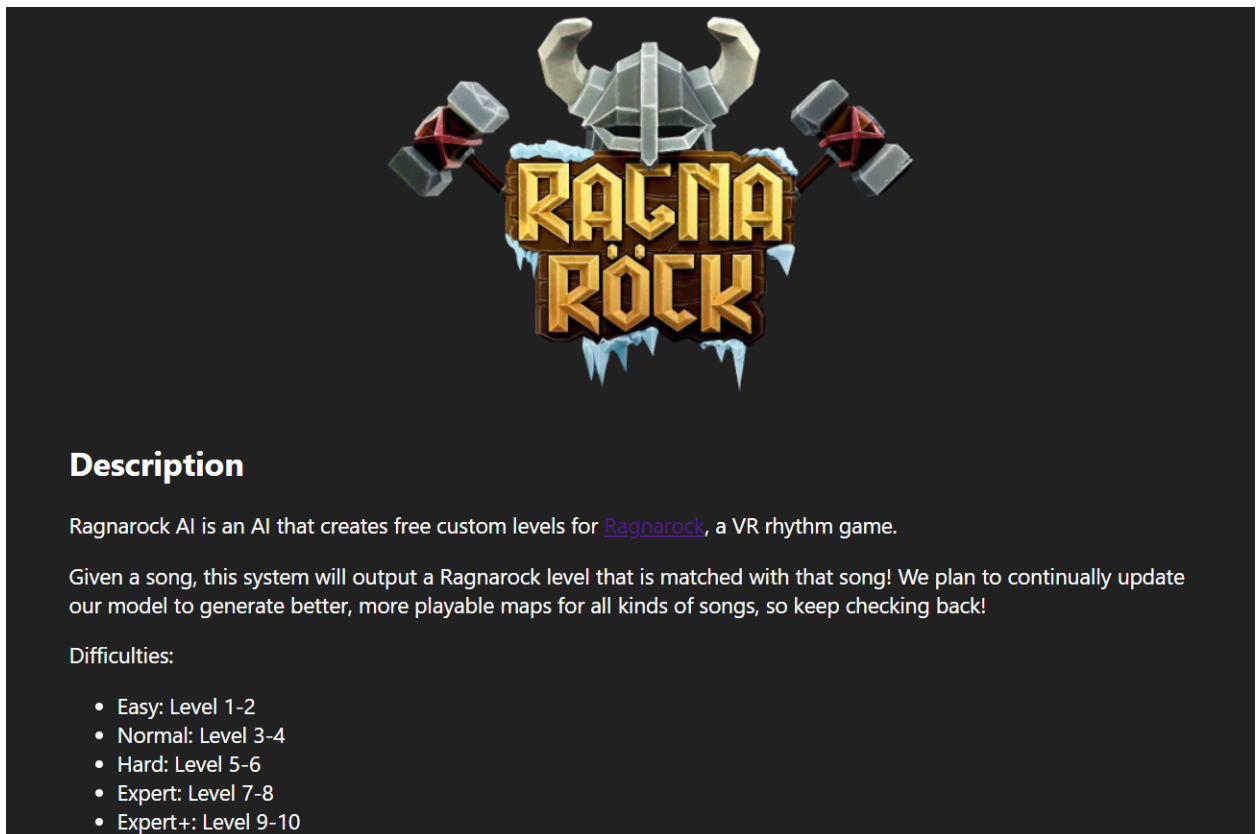 RAGNA
RÖCK
Description
Ragnarock AI is an AI that creates free custom levels for Ragnarock, a VR rhythm game.
Given a song, this system will output a Ragnarock level that is matched with that song! We plan to continually update
our model to generate better, more playable maps for all kinds of songs, so keep checking back!
Difficulties:
• Easy: Level 1-2
• Normal: Level 3-4
• Hard: Level 5-6
• Expert: Level 7-8
• Expert+: Level 9-10